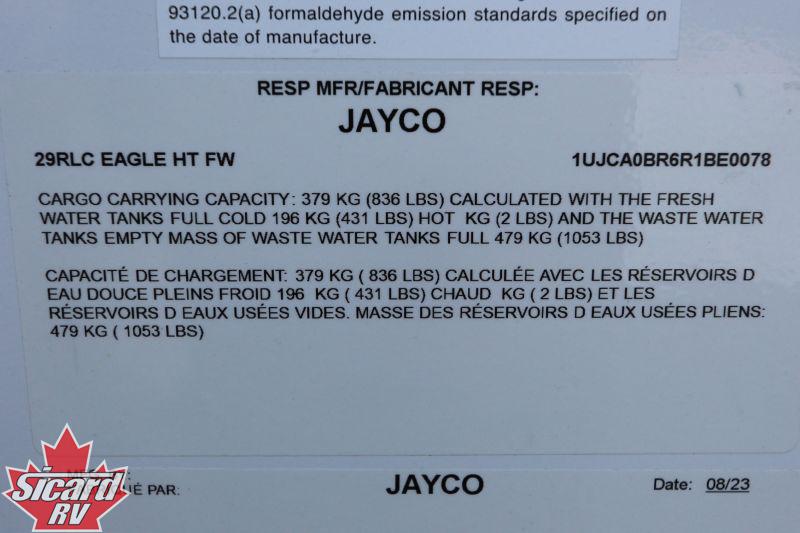 93120.2(a) formaldehyde emission standards specified on
the date of manufacture.
RESP MFR/FABRICANT RESP:
JAYCO
29RLC EAGLE HT FW 1UJCA0BR6R1BE0078
CARGO CARRYING CAPACITY: 379 KG (836 LBS) CALCULATED WITH THE FRESH
WATER TANKS FULL COLD 196 KG (431 LBS) HOT KG (2 LBS) AND THE WASTE WATER
TANKS EMPTY MASS OF WASTE WATER TANKS FULL 479 KG (1053 LBS)
CAPACITÉ DE CHARGEMENT: 379 KG ( 836 LBS) CALCULÉE AVEC LES RÉSERVOIRS D
EAU DOUCE PLEINS FROID 196 KG ( 431 LBS) CHAUD KG ( 2 LBS) ET LES
RÉSERVOIRS D EAUX USÉES VIDES. MASSE DES RÉSERVOIRS D EAUX USÉES PLIENS:
479 KG ( 1053 LBS)
PAR: JAYCO Date: 08/23
Sicard
RV